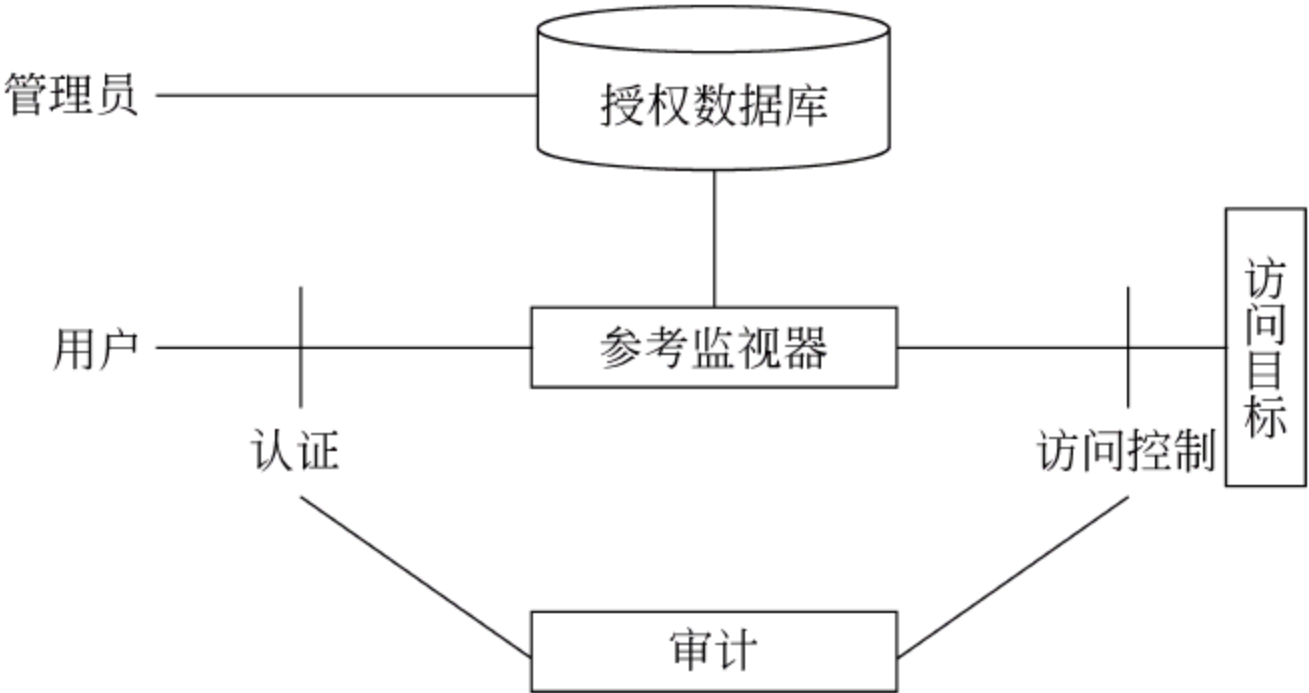 管理员
授权数据库
用户
参考监视器
访问目标
认证
访问控制
审计